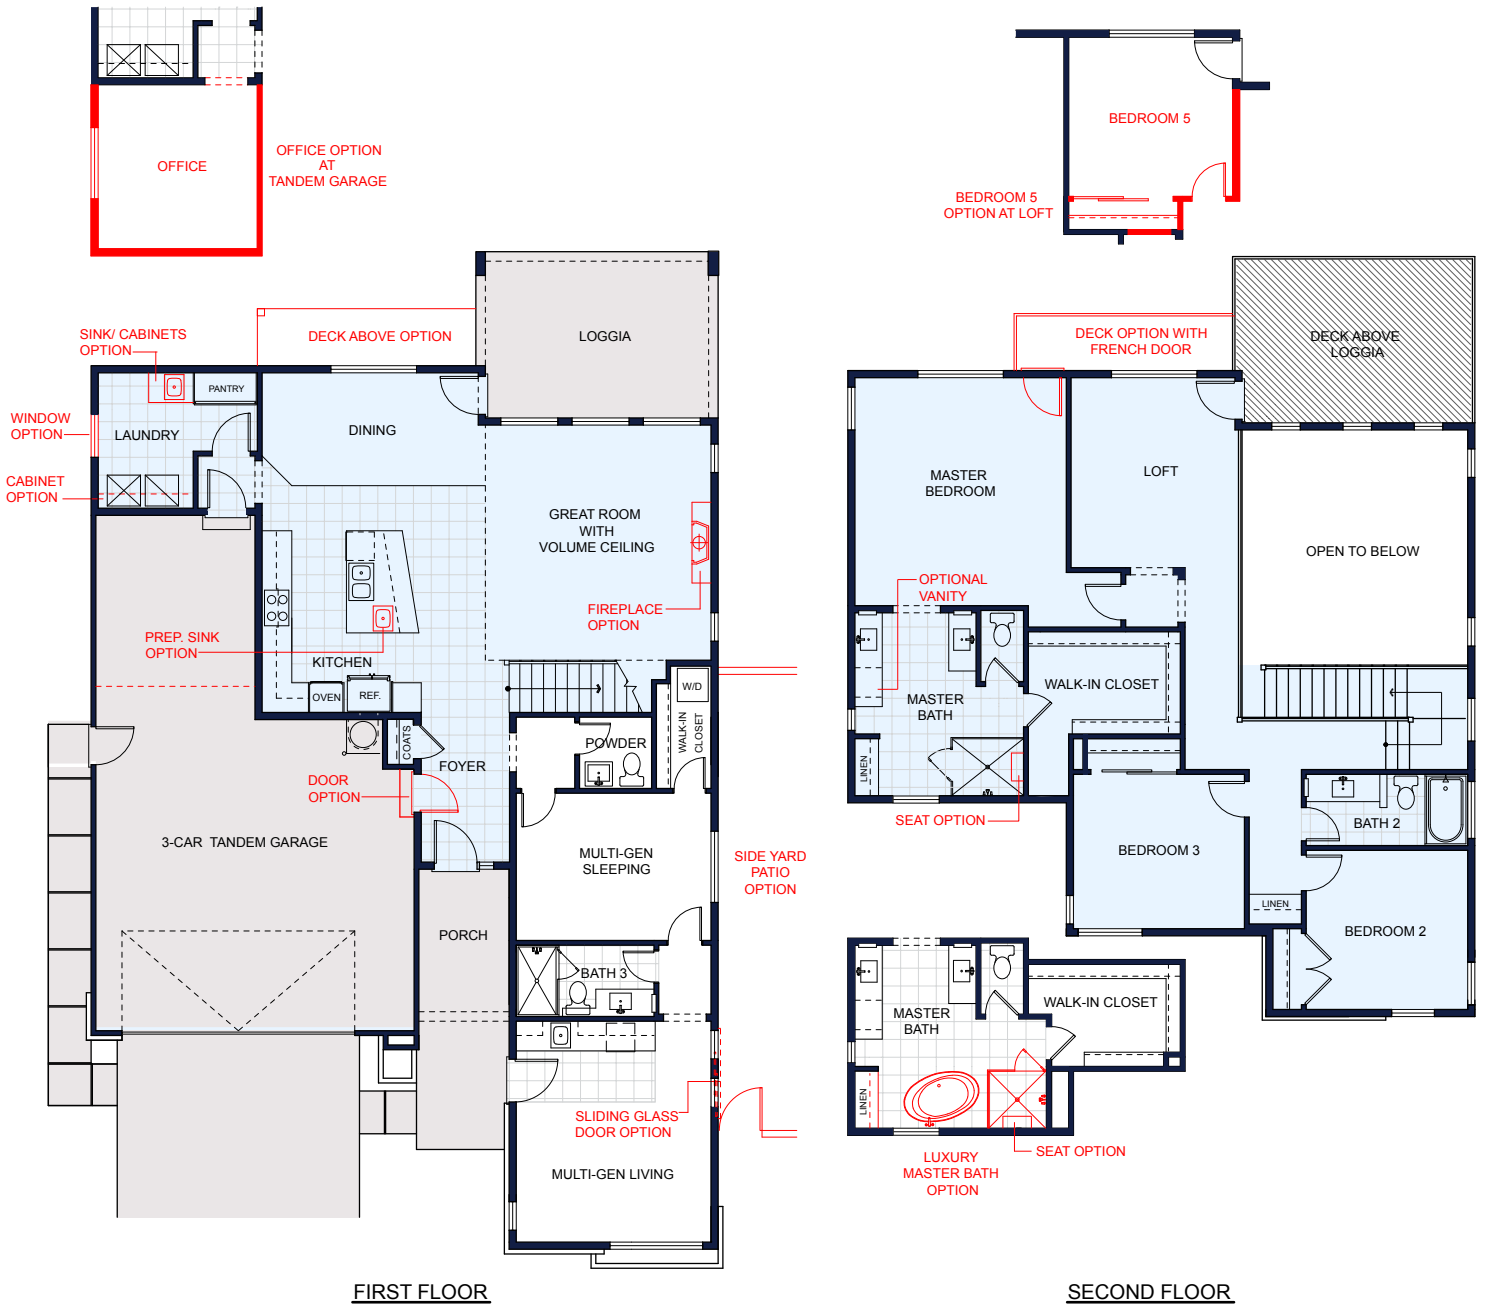 OFFICE
OFFICE OPTION
AT
TANDEM GARAGE
BEDROOM 5
BEDROOM 5
OPTION AT LOFT
SINK/ CABINETS
OPTION
DECK ABOVE OPTION
LOGGIA
PANTRY
WINDOW
OPTION
LAUNDRY
DINING
CABINET
OPTION
GREAT ROOM
WITH
VOLUME CEILING
FIREPLACE
OPTION
PREP. SINK
OPTION
KITCHEN
OVEN
REF.
W/D
WALK-IN
CLOSET
COATS
POWDER
FOYER
DOOR
OPTION
3-CAR TANDEM GARAGE
MULTI-GEN
SLEEPING
SIDE YARD
PATIO
OPTION
PORCH
BATH 3
SLIDING GLASS
DOOR OPTION
MULTI-GEN LIVING
FIRST FLOOR
DECK OPTION WITH
FRENCH DOOR
DECK ABOVE
LOGGIA
MASTER
BEDROOM
LOFT
OPEN TO BELOW
OPTIONAL
VANITY
WALK-IN CLOSET
MASTER
BATH
LINEN
SEAT OPTION
BEDROOM 3
BATH 2
LINEN
BEDROOM 2
WALK-IN CLOSET
MASTER
BATH
LINEN
SEAT OPTION
LUXURY
MASTER BATH
OPTION
SECOND FLOOR